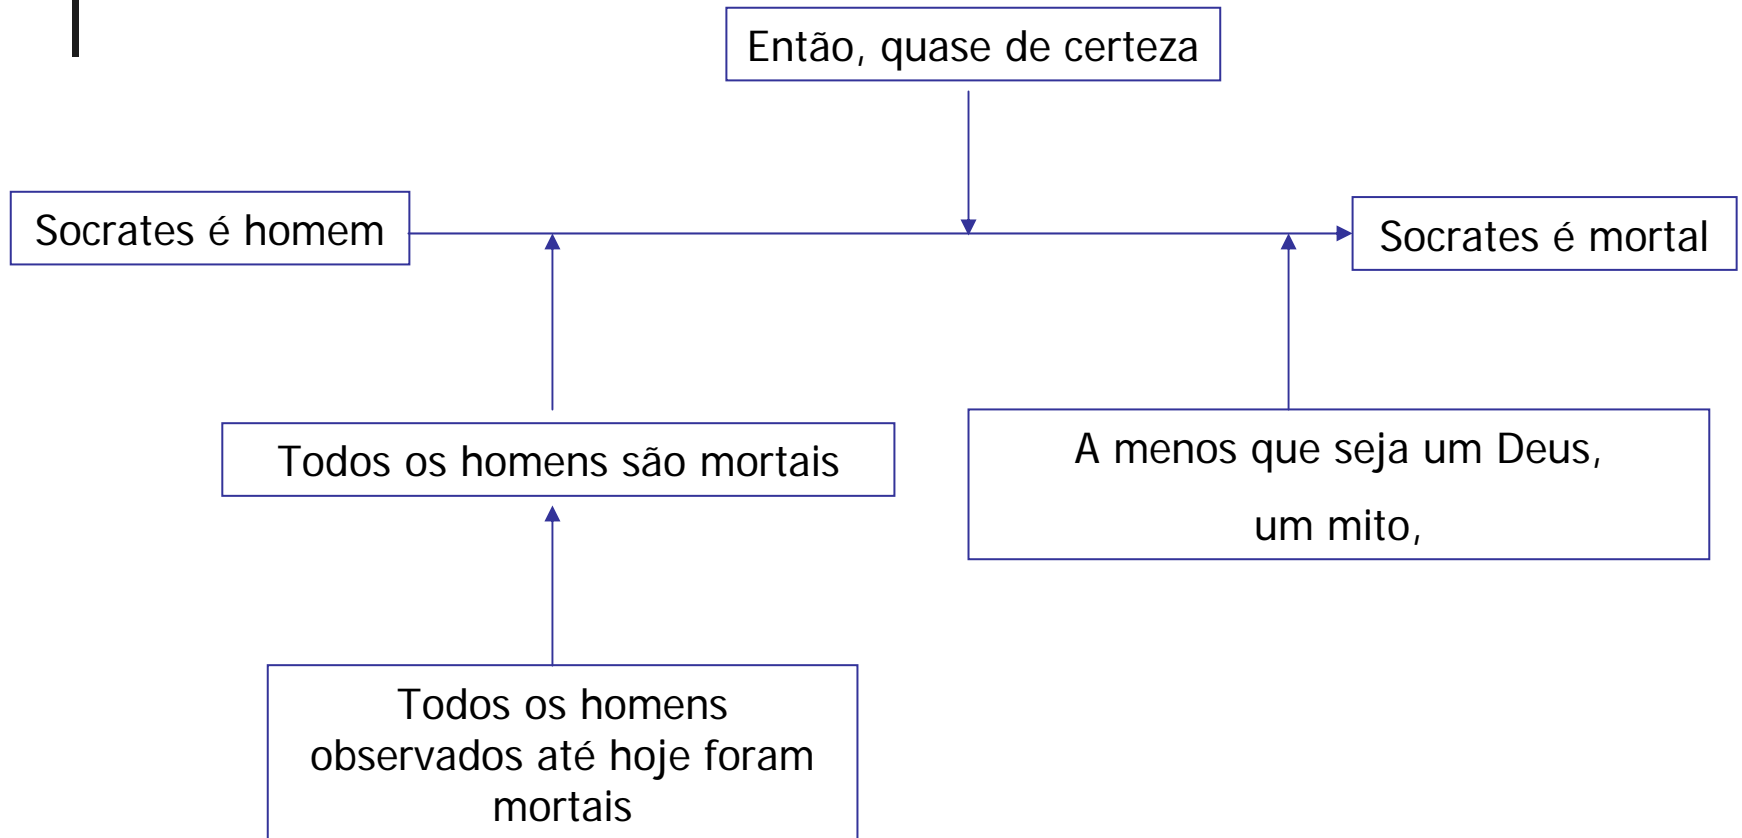 Então, quase de certeza
Socrates é homem
Socrates é mortal
Todos os homens são mortais
A menos que seja um Deus,
um mito,
Todos os homens
observados até hoje foram
mortais